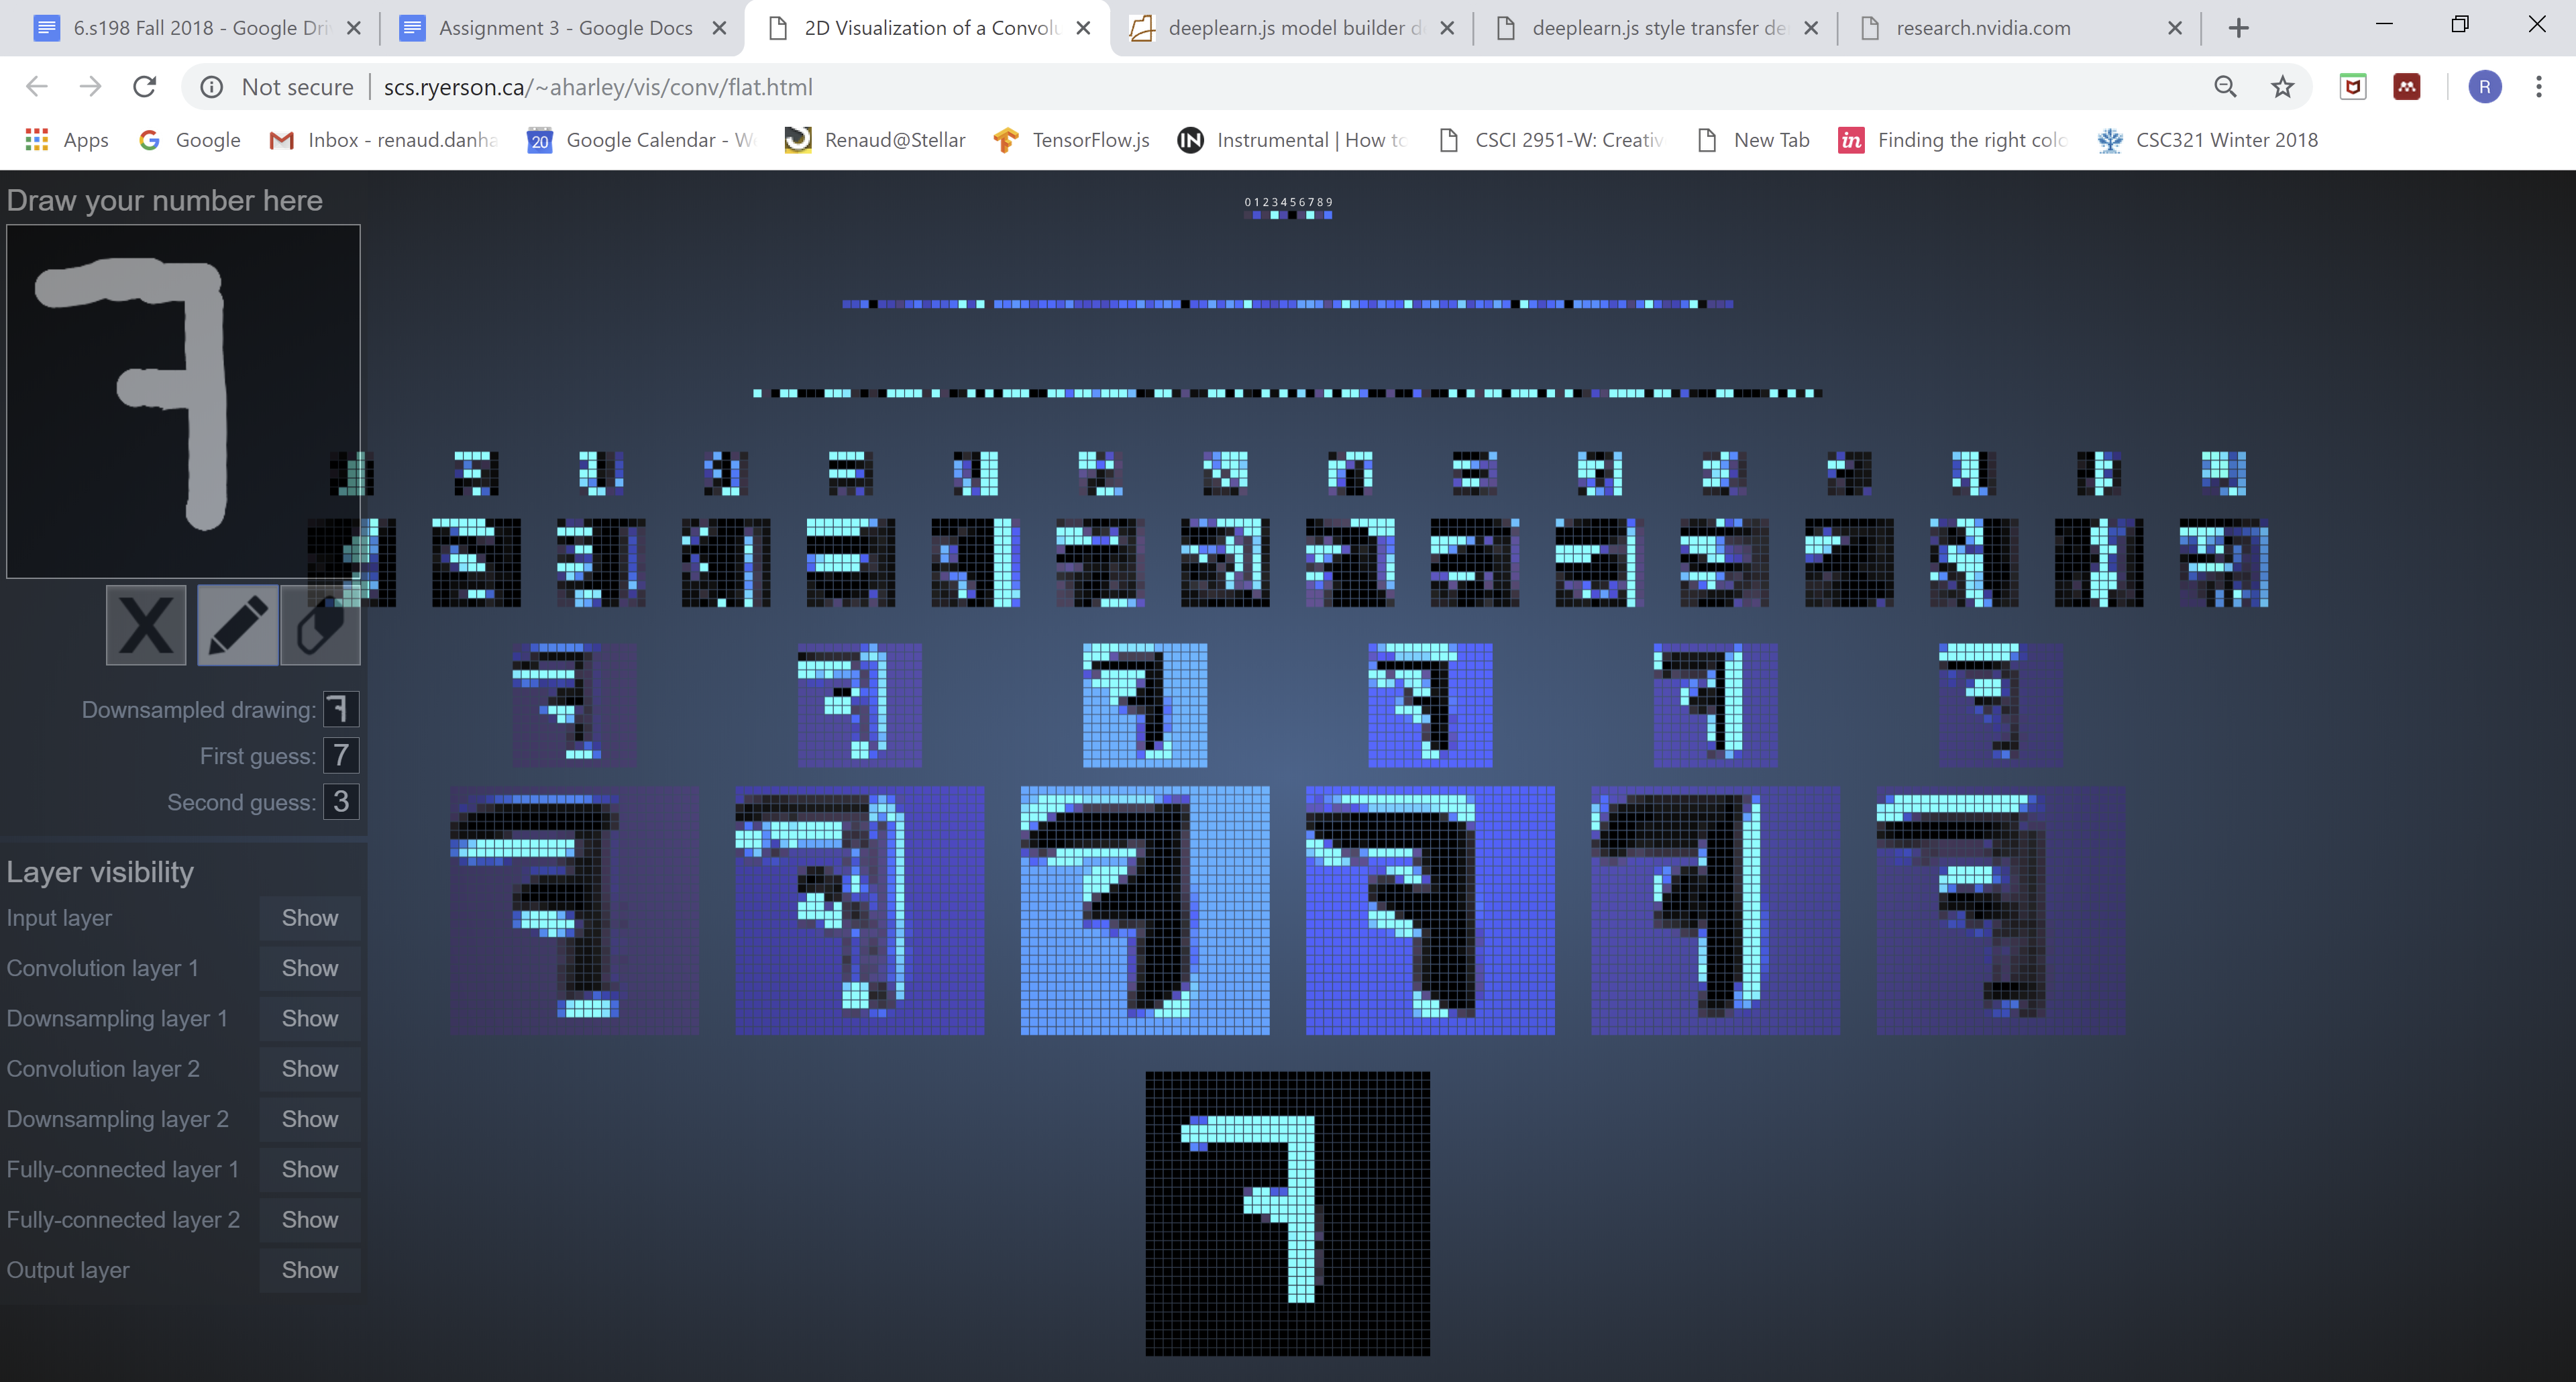 6.s198 Fall 2018 - Google Dri
Assignment 3 - Google Docs
2D Visualization of a Convolu
deeplearn.js model builder d
deeplearn.js style transfer de
research.nvidia.com
Not secure
scs.ryerson.ca/~aharley/vis/conv/flat.html
R
Apps
Google
Inbox - renaud.danha
20 Google Calendar - W
Renaud@Stellar
TensorFlow.js
IN Instrumental | How to
CSCI 2951-W: Creativ
New Tab
in Finding the right colo
CSC321 Winter 2018
Draw your number here
0 1 2 3 4 5 6 7 8 9
X
Downsampled drawing: 7
First guess: 7
Second guess: 3
Layer visibility
Input layer Show
Convolution layer 1 Show
Downsampling layer 1 Show
Convolution layer 2 Show
Downsampling layer 2 Show
Fully-connected layer 1 Show
Fully-connected layer 2 Show
Output layer Show